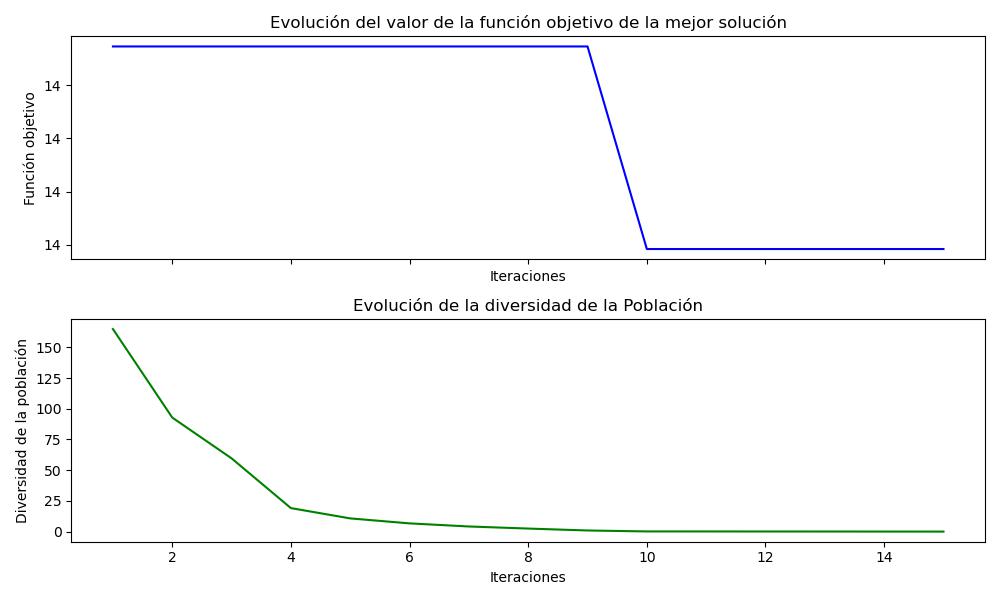 Evolución del valor de la función objetivo de la mejor solución
Función objetivo
14
14
14
14
Iteraciones
Evolución de la diversidad de la Población
Diversidad de la población
150
125
100
75
50
25
0
2 4 6 8 10 12 14
Iteraciones